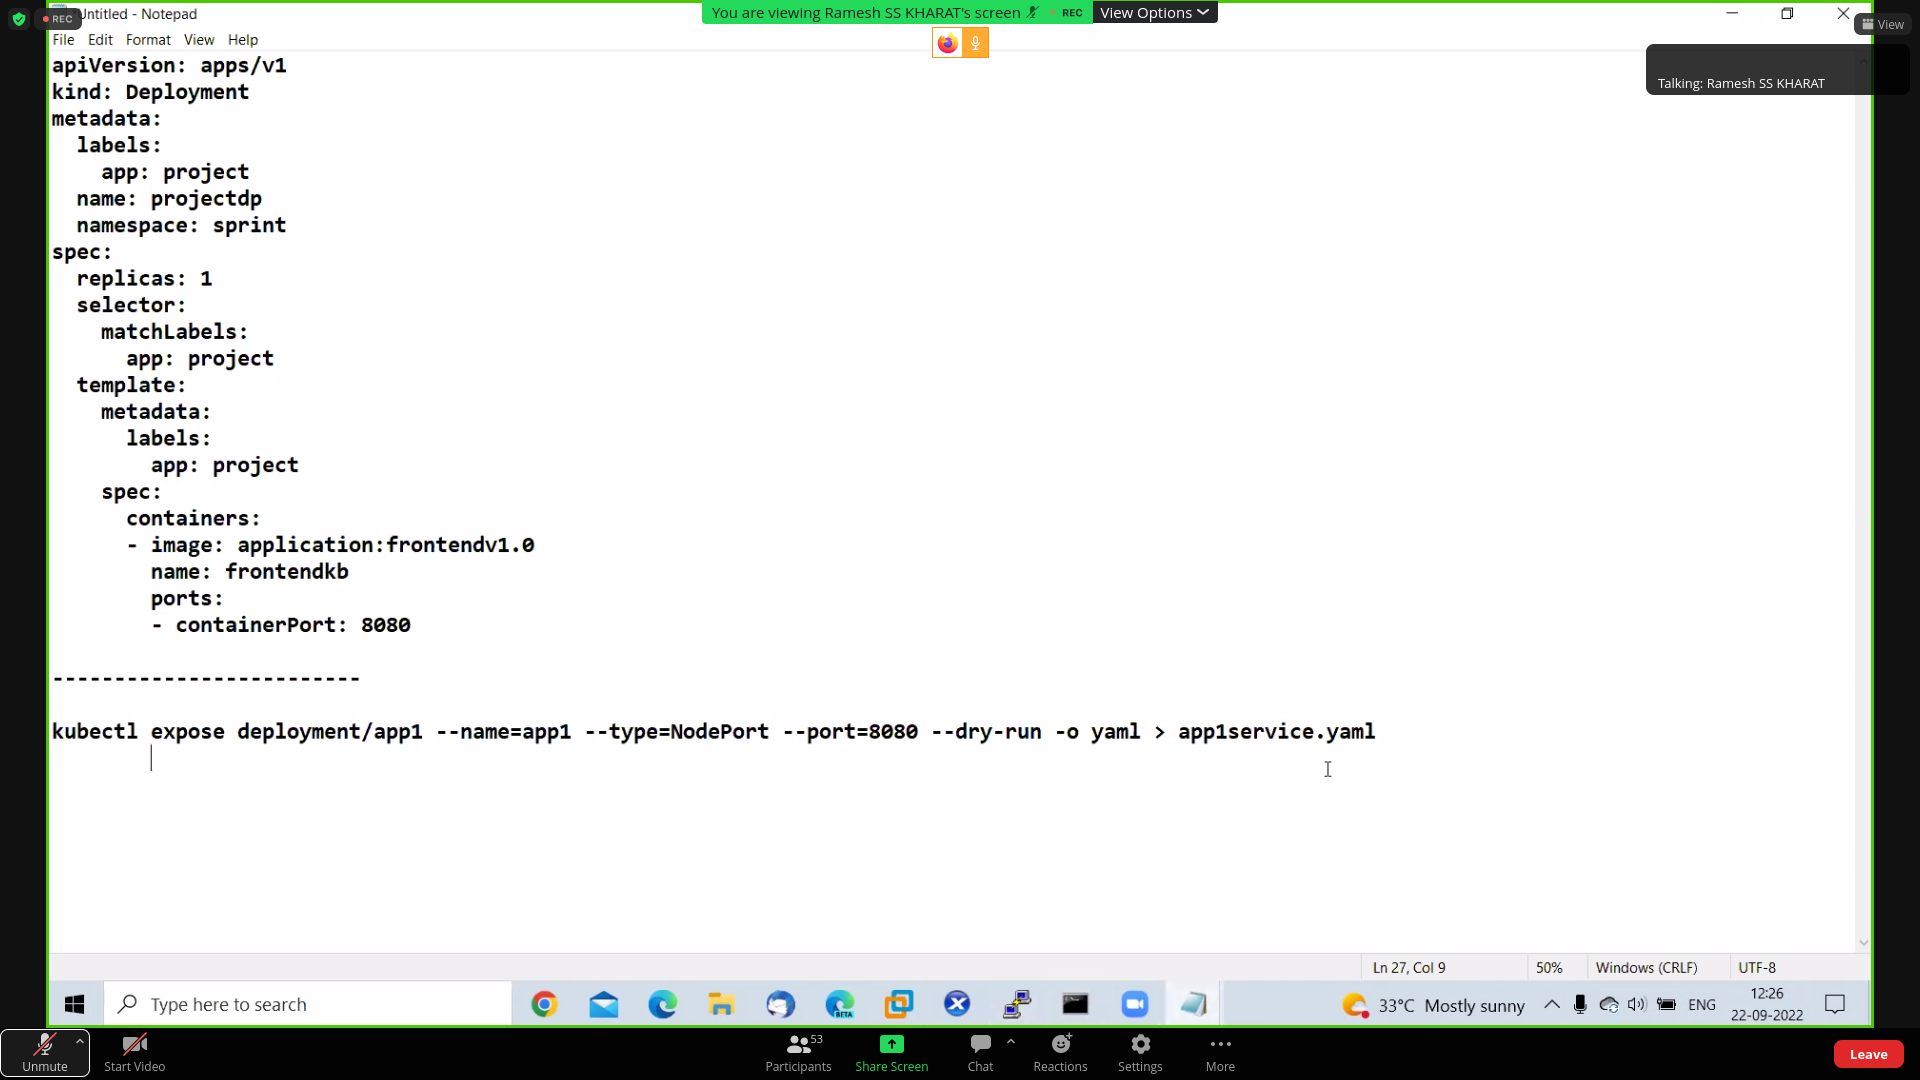 REC
Untitled - Notepad
You are viewing Ramesh SS KHARAT's screen
REC
View Options
View
File Edit Format View Help
Talking: Ramesh SS KHARAT
apiVersion: apps/v1
kind: Deployment
metadata:
  labels:
    app: project
  name: projectdp
  namespace: sprint
spec:
  replicas: 1
  selector:
    matchLabels:
      app: project
  template:
    metadata:
      labels:
        app: project
    spec:
      containers:
      - image: application:frontendv1.0
        name: frontendkb
        ports:
        - containerPort: 8080
-------------------------
kubectl expose deployment/app1 --name=app1 --type=NodePort --port=8080 --dry-run -o yaml > app1service.yaml
Ln 27, Col 9
50%
Windows (CRLF)
UTF-8
Type here to search
BETA
33°C Mostly sunny
ENG
12:26
22-09-2022
Unmute
Start Video
53
Participants
Share Screen
Chat
Reactions
Settings
More
Leave